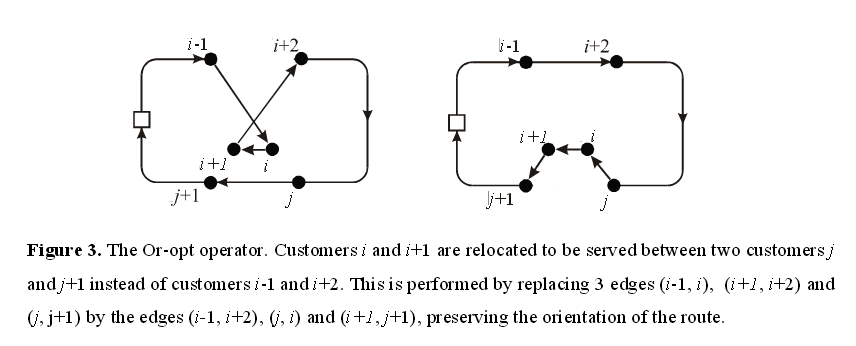 i-1 i+2 i-1 i+2
i+1 i i+1 i
j+1 j j+1 j
Figure 3. The Or-opt operator. Customers i and i+1 are relocated to be served between two customers j
and j+1 instead of customers i-1 and i+2. This is performed by replacing 3 edges (i-1, i), (i+1, i+2) and
(j, j+1) by the edges (i-1, i+2), (j, i) and (i+1, j+1), preserving the orientation of the route.